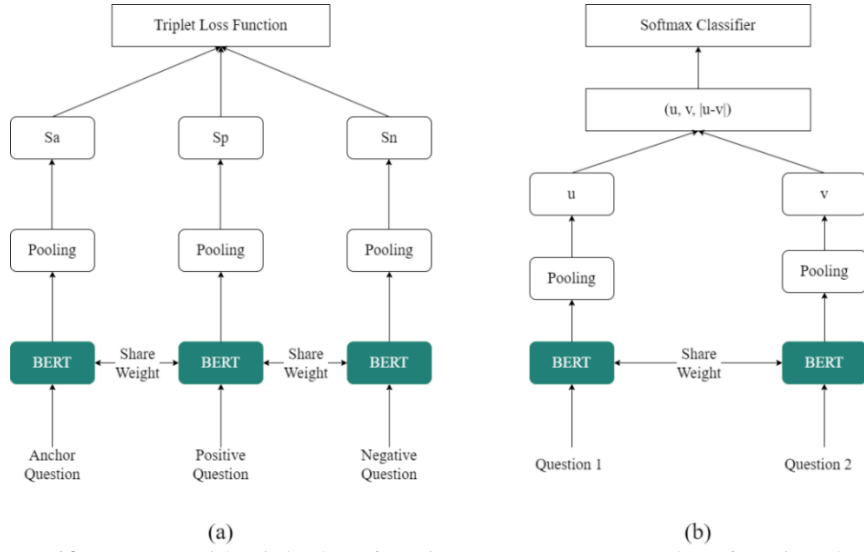 Triplet Loss Function
Sa
Sp
Sn
Pooling
Pooling
Pooling
BERT
Share
Weight
BERT
Share
Weight
BERT
Anchor
Question
Positive
Question
Negative
Question
(a)
Softmax Classifier
(u, v, |u-v|)
u
v
Pooling
Pooling
BERT
Share
Weight
BERT
Question 1
Question 2
(b)